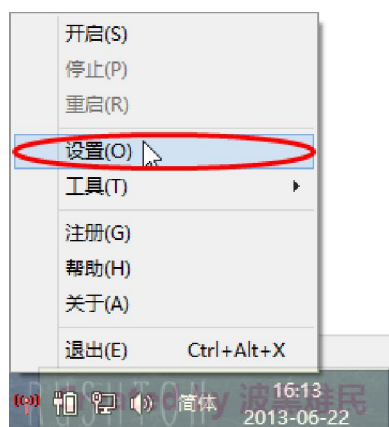 开启(S)
停止(P)
重启(R)
设置(O)
工具(T)
注册(G)
帮助(H)
关于(A)
退出(E) Ctrl+Alt+X
简体
16:13
2013-06-22